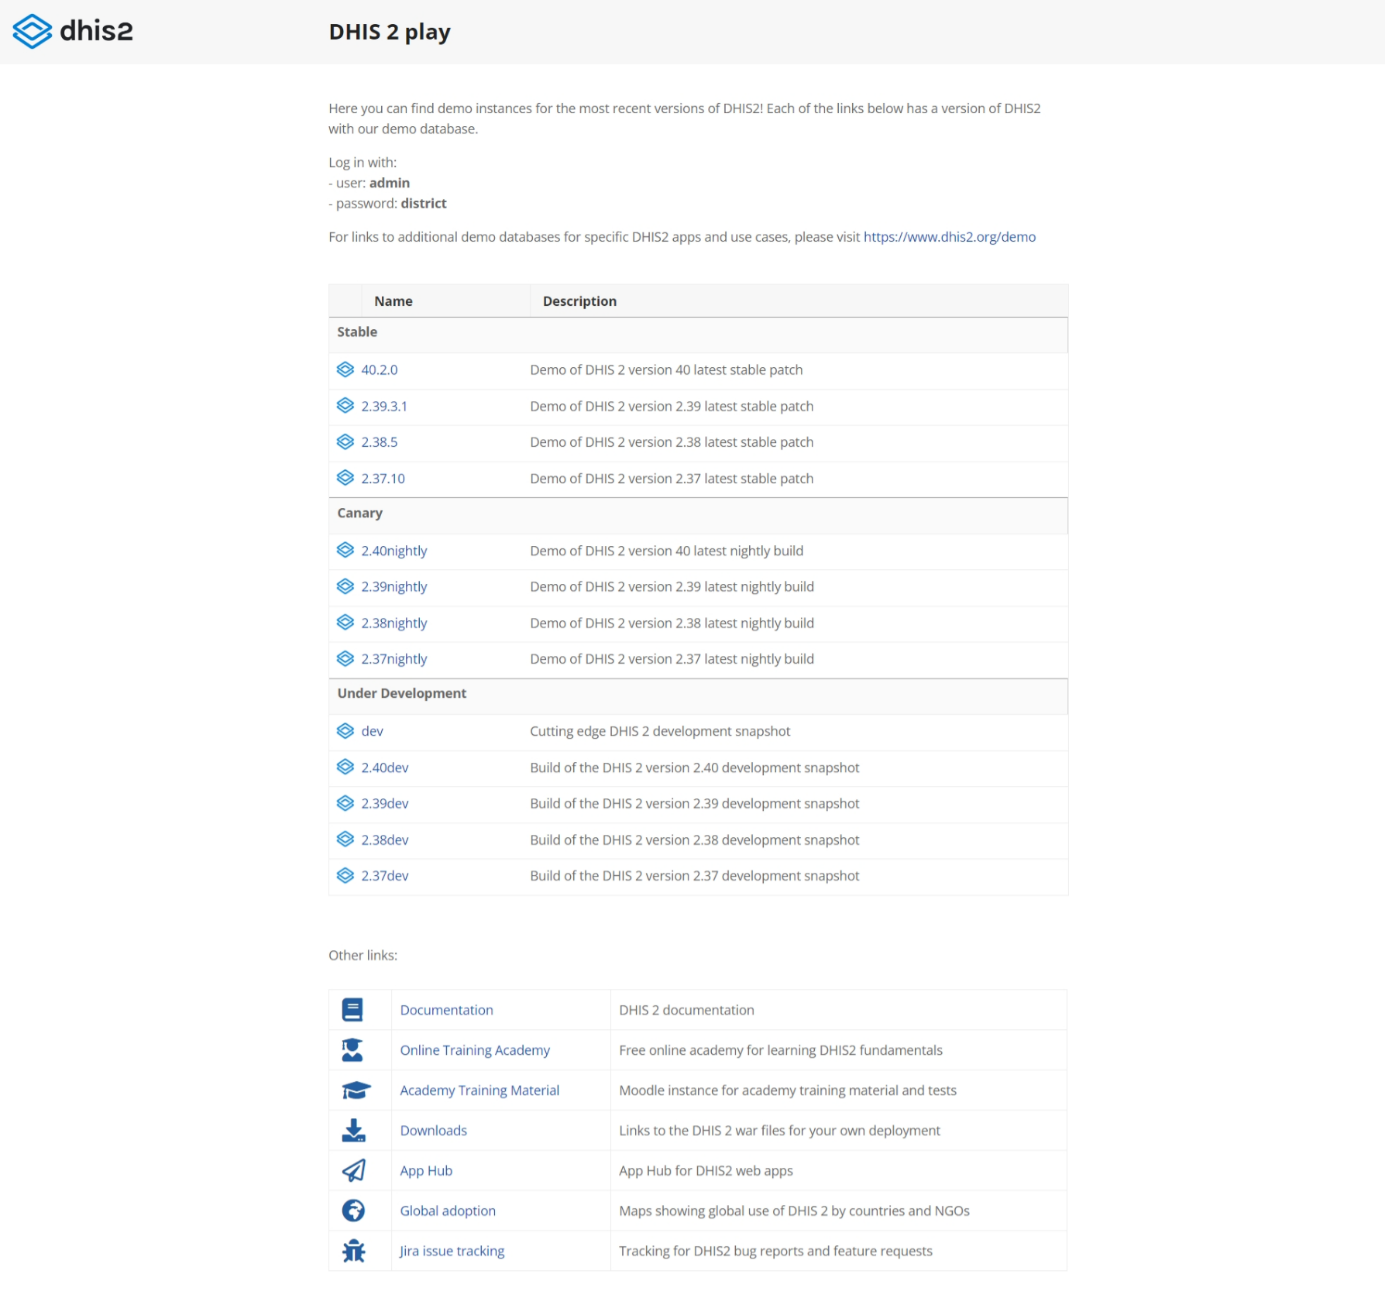 dhis2
DHIS 2 play
Here you can find demo instances for the most recent versions of DHIS2! Each of the links below has a version of DHIS2
with our demo database.
Log in with:
- user: admin
- password: district
For links to additional demo databases for specific DHIS2 apps and use cases, please visit https://www.dhis2.org/demo
Name Description
Stable
40.2.0 Demo of DHIS 2 version 40 latest stable patch
2.39.3.1 Demo of DHIS 2 version 2.39 latest stable patch
2.38.5 Demo of DHIS 2 version 2.38 latest stable patch
2.37.10 Demo of DHIS 2 version 2.37 latest stable patch
Canary
2.40nightly Demo of DHIS 2 version 40 latest nightly build
2.39nightly Demo of DHIS 2 version 2.39 latest nightly build
2.38nightly Demo of DHIS 2 version 2.38 latest nightly build
2.37nightly Demo of DHIS 2 version 2.37 latest nightly build
Under Development
dev Cutting edge DHIS 2 development snapshot
2.40dev Build of the DHIS 2 version 2.40 development snapshot
2.39dev Build of the DHIS 2 version 2.39 development snapshot
2.38dev Build of the DHIS 2 version 2.38 development snapshot
2.37dev Build of the DHIS 2 version 2.37 development snapshot
Other links:
Documentation DHIS 2 documentation
Online Training Academy Free online academy for learning DHIS2 fundamentals
Academy Training Material Moodle instance for academy training material and tests
Downloads Links to the DHIS 2 war files for your own deployment
App Hub App Hub for DHIS2 web apps
Global adoption Maps showing global use of DHIS 2 by countries and NGOs
Jira issue tracking Tracking for DHIS2 bug reports and feature requests